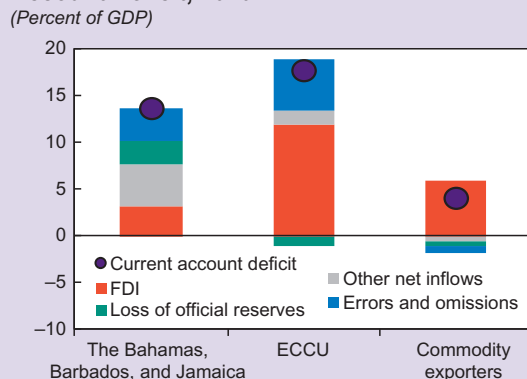 (Percent of GDP)
20
15
10
5
0
–5
–10
Current account deficit
FDI
Loss of official reserves
Other net inflows
Errors and omissions
The Bahamas,
Barbados, and Jamaica
ECCU
Commodity
exporters